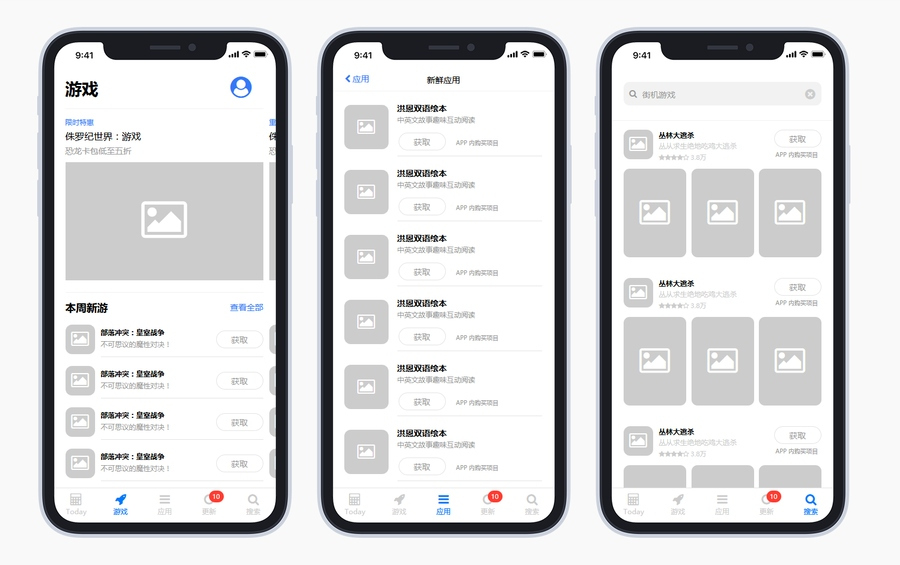 9:41
游戏
限时特惠
侏罗纪世界：游戏
恐龙卡包低至五折
本周新游
查看全部
部落冲突：皇室战争
不可思议的魔性对决！
获取
部落冲突：皇室战争
不可思议的魔性对决！
获取
部落冲突：皇室战争
不可思议的魔性对决！
获取
部落冲突：皇室战争
不可思议的魔性对决！
获取
10
Today
游戏
应用
更新
搜索
9:41
应用
新鲜应用
洪恩双语绘本
中英文故事趣味互动阅读
获取
APP 内购买项目
洪恩双语绘本
中英文故事趣味互动阅读
获取
APP 内购买项目
洪恩双语绘本
中英文故事趣味互动阅读
获取
APP 内购买项目
洪恩双语绘本
中英文故事趣味互动阅读
获取
APP 内购买项目
洪恩双语绘本
中英文故事趣味互动阅读
获取
APP 内购买项目
洪恩双语绘本
中英文故事趣味互动阅读
获取
APP 内购买项目
10
Today
游戏
应用
更新
搜索
9:41
街机游戏
丛林大逃杀
丛从求生绝地吃鸡大逃杀
★★★★☆ 3.8万
获取
APP 内购买项目
丛林大逃杀
丛从求生绝地吃鸡大逃杀
★★★★☆ 3.8万
获取
APP 内购买项目
丛林大逃杀
丛从求生绝地吃鸡大逃杀
★★★★☆ 3.8万
获取
APP 内购买项目
10
Today
游戏
应用
更新
搜索